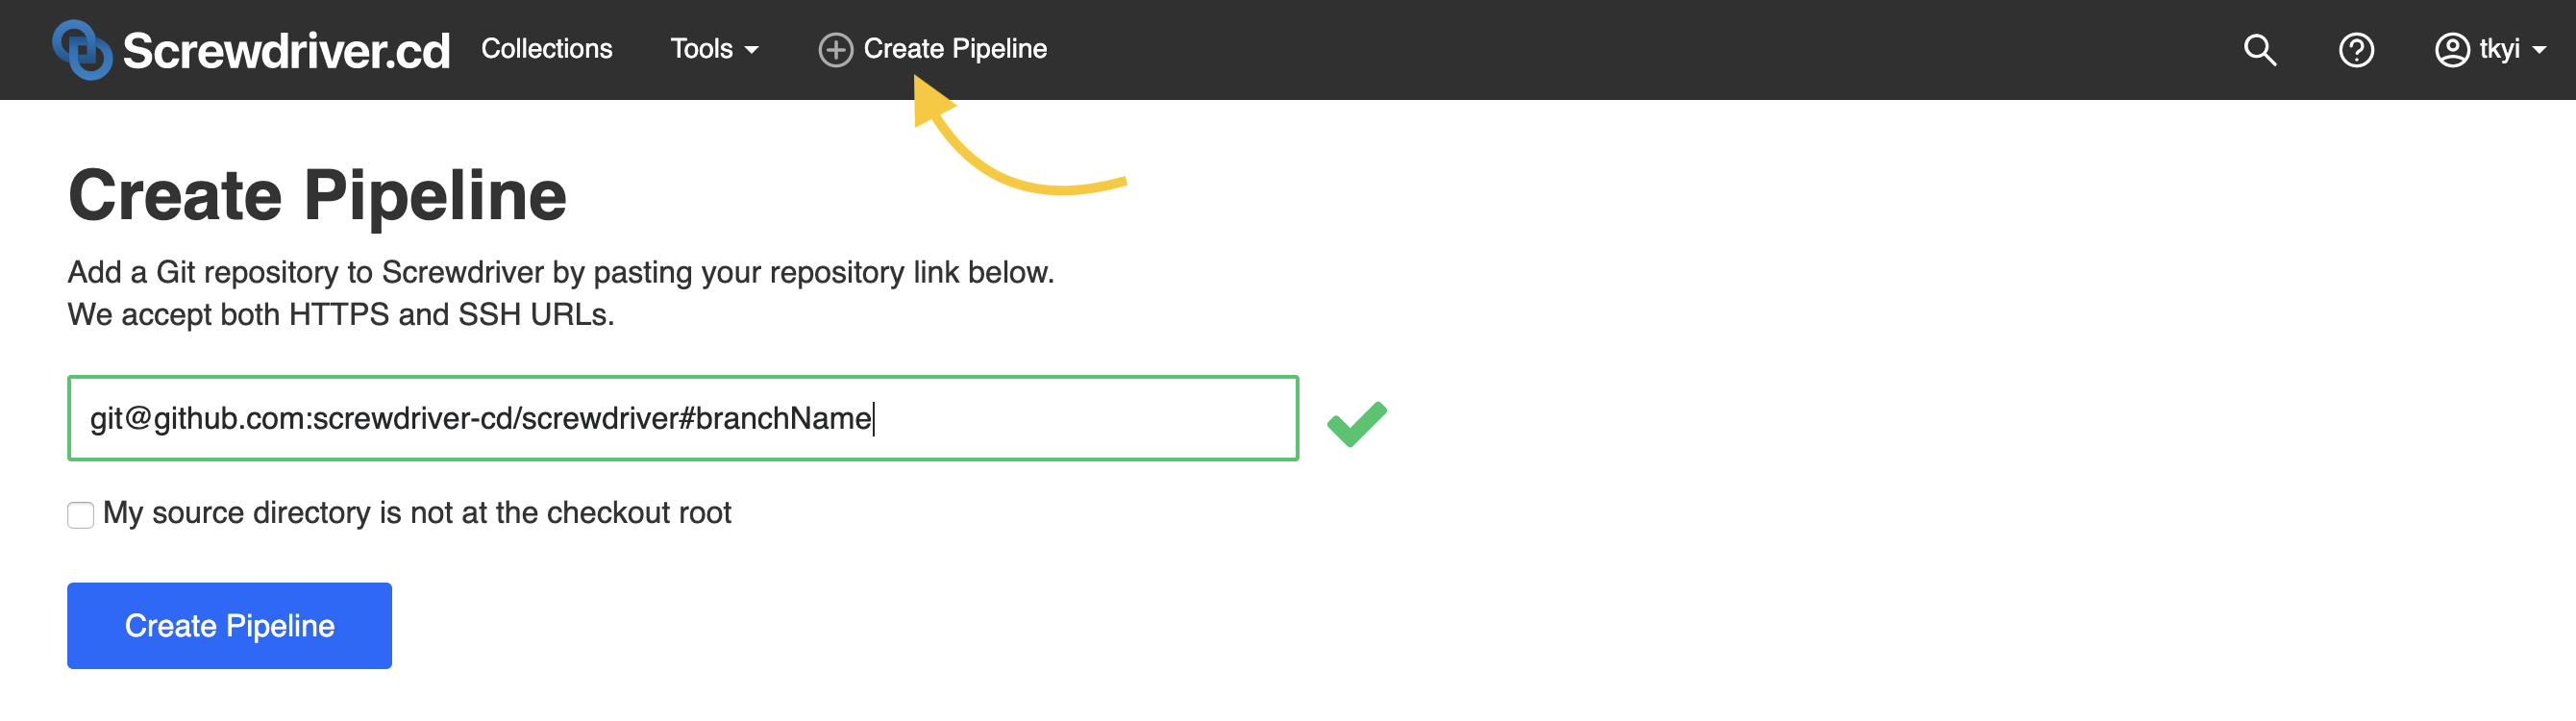 Screwdriver.cd Collections Tools Create Pipeline tkyi
Create Pipeline
Add a Git repository to Screwdriver by pasting your repository link below.
We accept both HTTPS and SSH URLs.
git@github.com:screwdriver-cd/screwdriver#branchName
My source directory is not at the checkout root
Create Pipeline